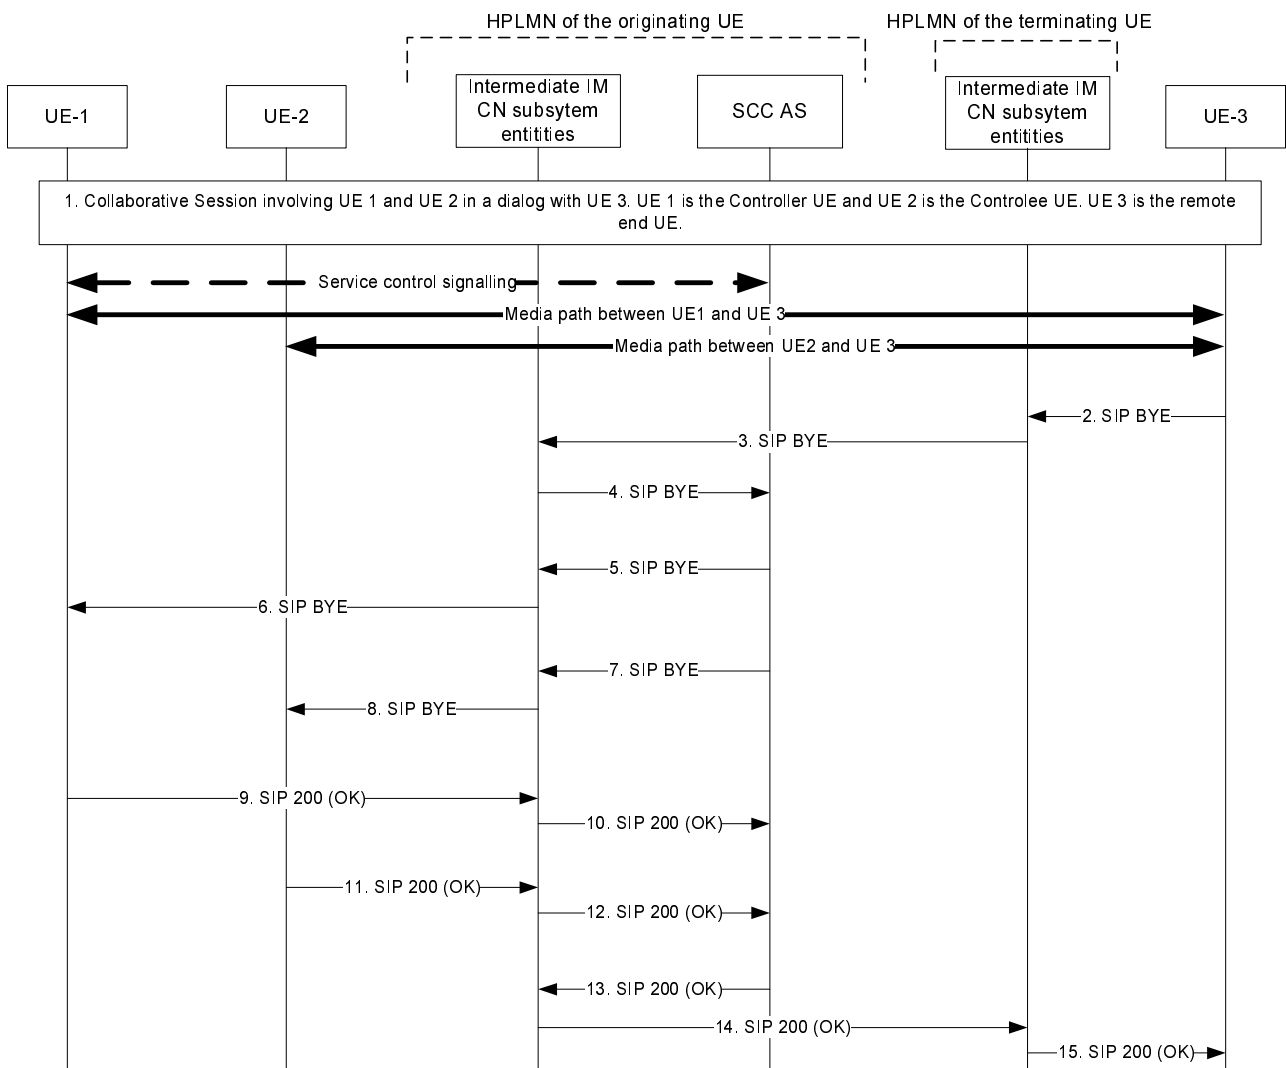 HPLMN of the originating UE
HPLMN of the terminating UE
UE-1
UE-2
Intermediate IM
CN subsytem
entitities
SCC AS
Intermediate IM
CN subsytem
entitities
UE-3
1. Collaborative Session involving UE 1 and UE 2 in a dialog with UE 3. UE 1 is the Controller UE and UE 2 is the Controlee UE. UE 3 is the remote
end UE.
Service control signalling
Media path between UE1 and UE 3
Media path between UE2 and UE 3
2. SIP BYE
3. SIP BYE
4. SIP BYE
5. SIP BYE
6. SIP BYE
7. SIP BYE
8. SIP BYE
9. SIP 200 (OK)
10. SIP 200 (OK)
11. SIP 200 (OK)
12. SIP 200 (OK)
13. SIP 200 (OK)
14. SIP 200 (OK)
15. SIP 200 (OK)